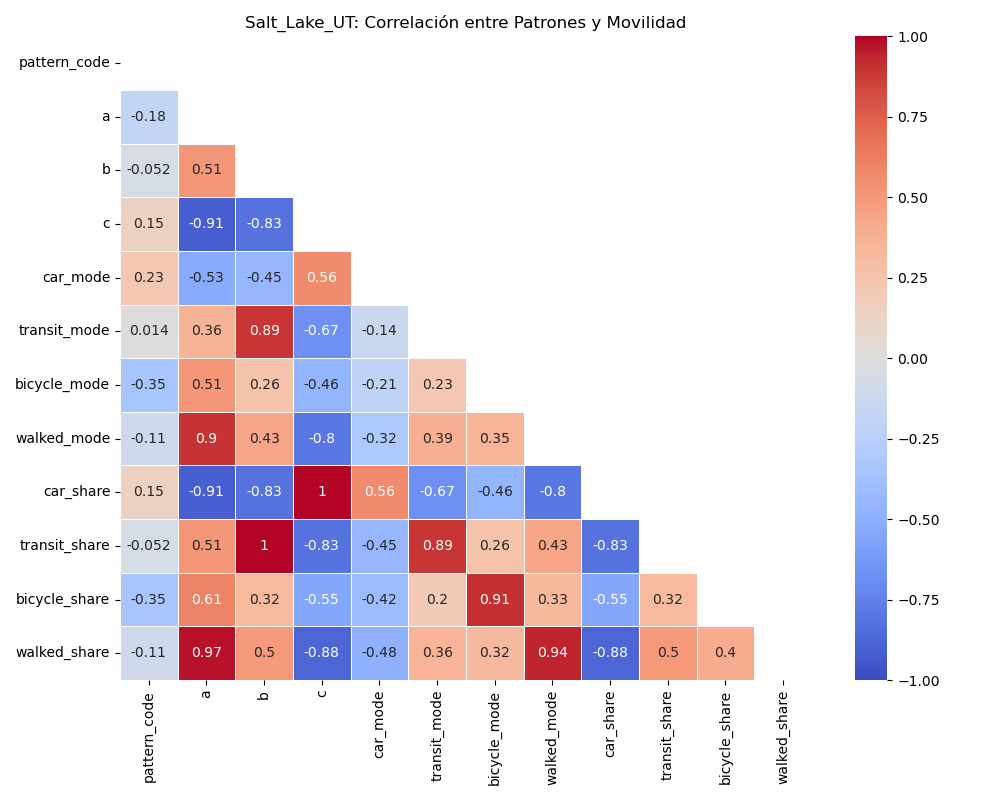 Salt_Lake_UT: Correlación entre Patrones y Movilidad
pattern_code
a -0.18
b -0.052 0.51
c 0.15 -0.91 -0.83
car_mode 0.23 -0.53 -0.45 0.56
transit_mode 0.014 0.36 0.89 -0.67 -0.14
bicycle_mode -0.35 0.51 0.26 -0.46 -0.21 0.23
walked_mode -0.11 0.9 0.43 -0.8 -0.32 0.39 0.35
car_share 0.15 -0.91 -0.83 1 0.56 -0.67 -0.46 -0.8
transit_share -0.052 0.51 1 -0.83 -0.45 0.89 0.26 0.43 -0.83
bicycle_share -0.35 0.61 0.32 -0.55 -0.42 0.2 0.91 0.33 -0.55 0.32
walked_share -0.11 0.97 0.5 -0.88 -0.48 0.36 0.32 0.94 -0.88 0.5 0.4
pattern_code a b c car_mode transit_mode bicycle_mode walked_mode car_share transit_share bicycle_share walked_share
1.00
0.75
0.50
0.25
0.00
−0.25
−0.50
−0.75
−1.00